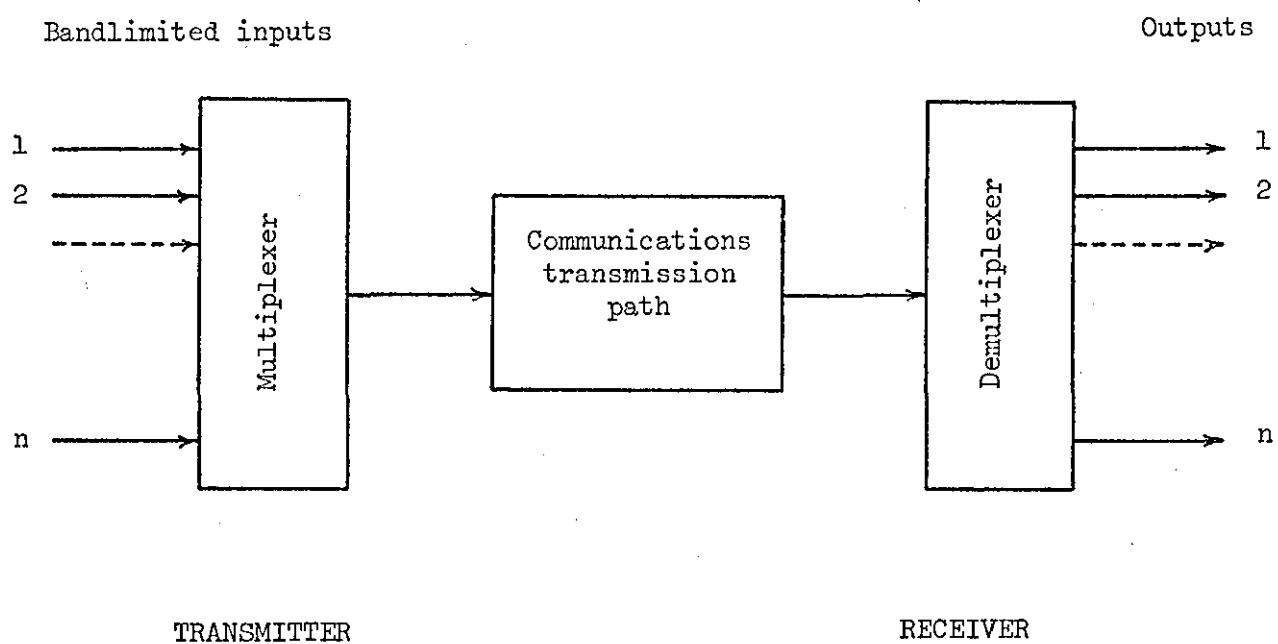 Bandlimited inputs
Outputs
1
2
n
Multiplexer
Communications
transmission
path
Demultiplexer
1
2
n
TRANSMITTER
RECEIVER